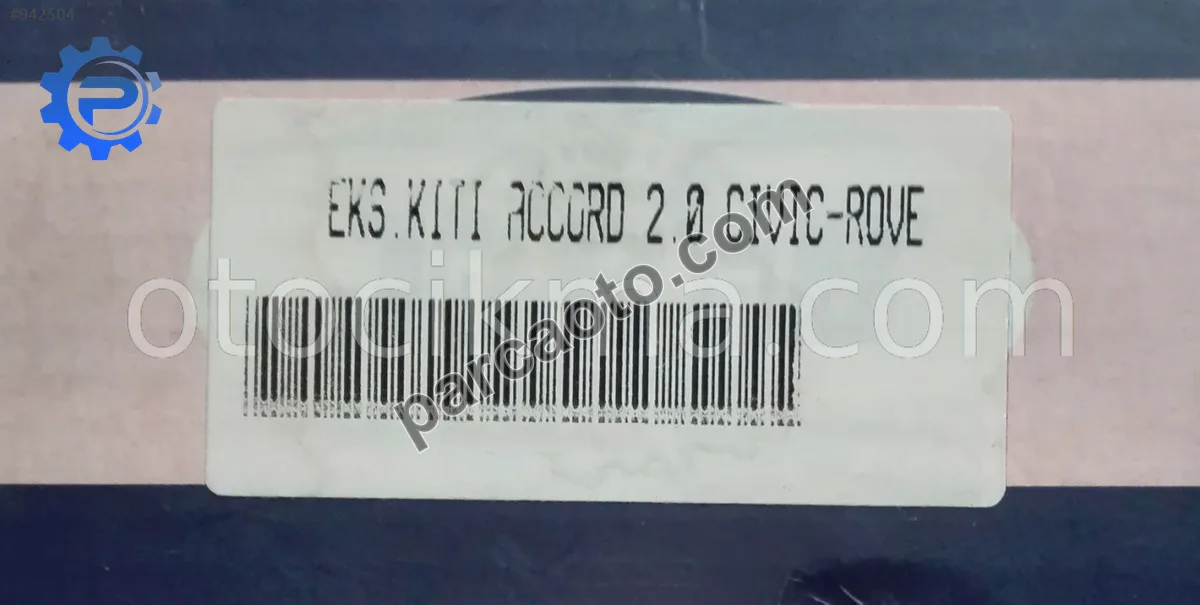 #942504
P
EKS.KITI ACCORD 2.0 CIVIC-ROVE
otocikma.com
parcaoto.com